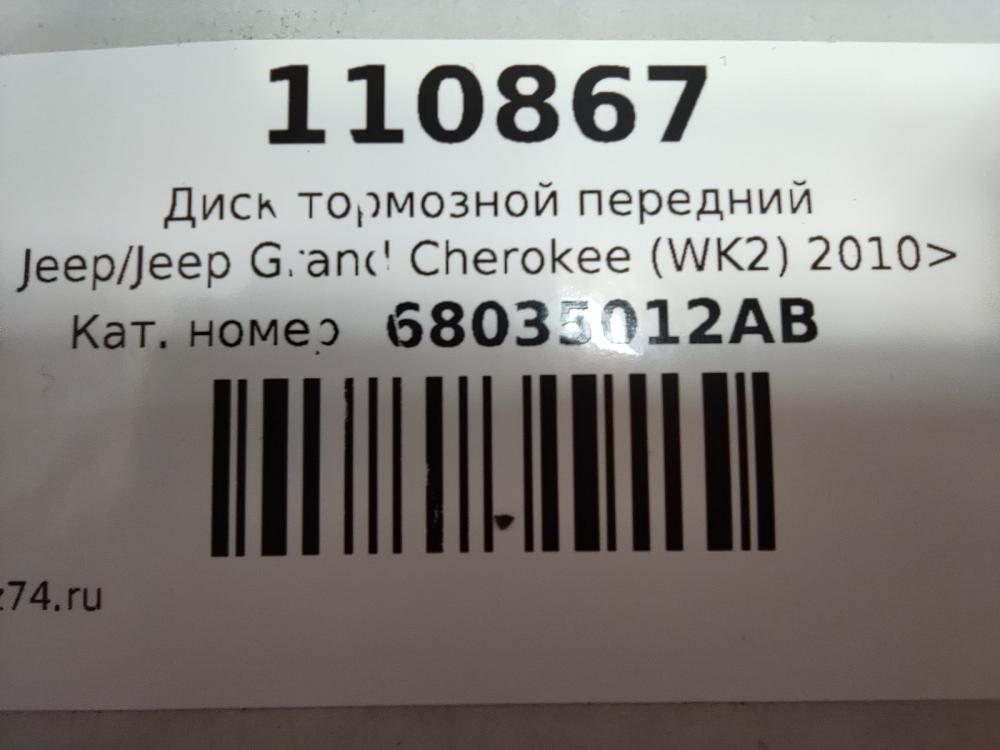 110867
Диск тормозной передний
Jeep/Jeep Grand Cherokee (WK2) 2010>
Кат. номер 68035012AB
z74.ru